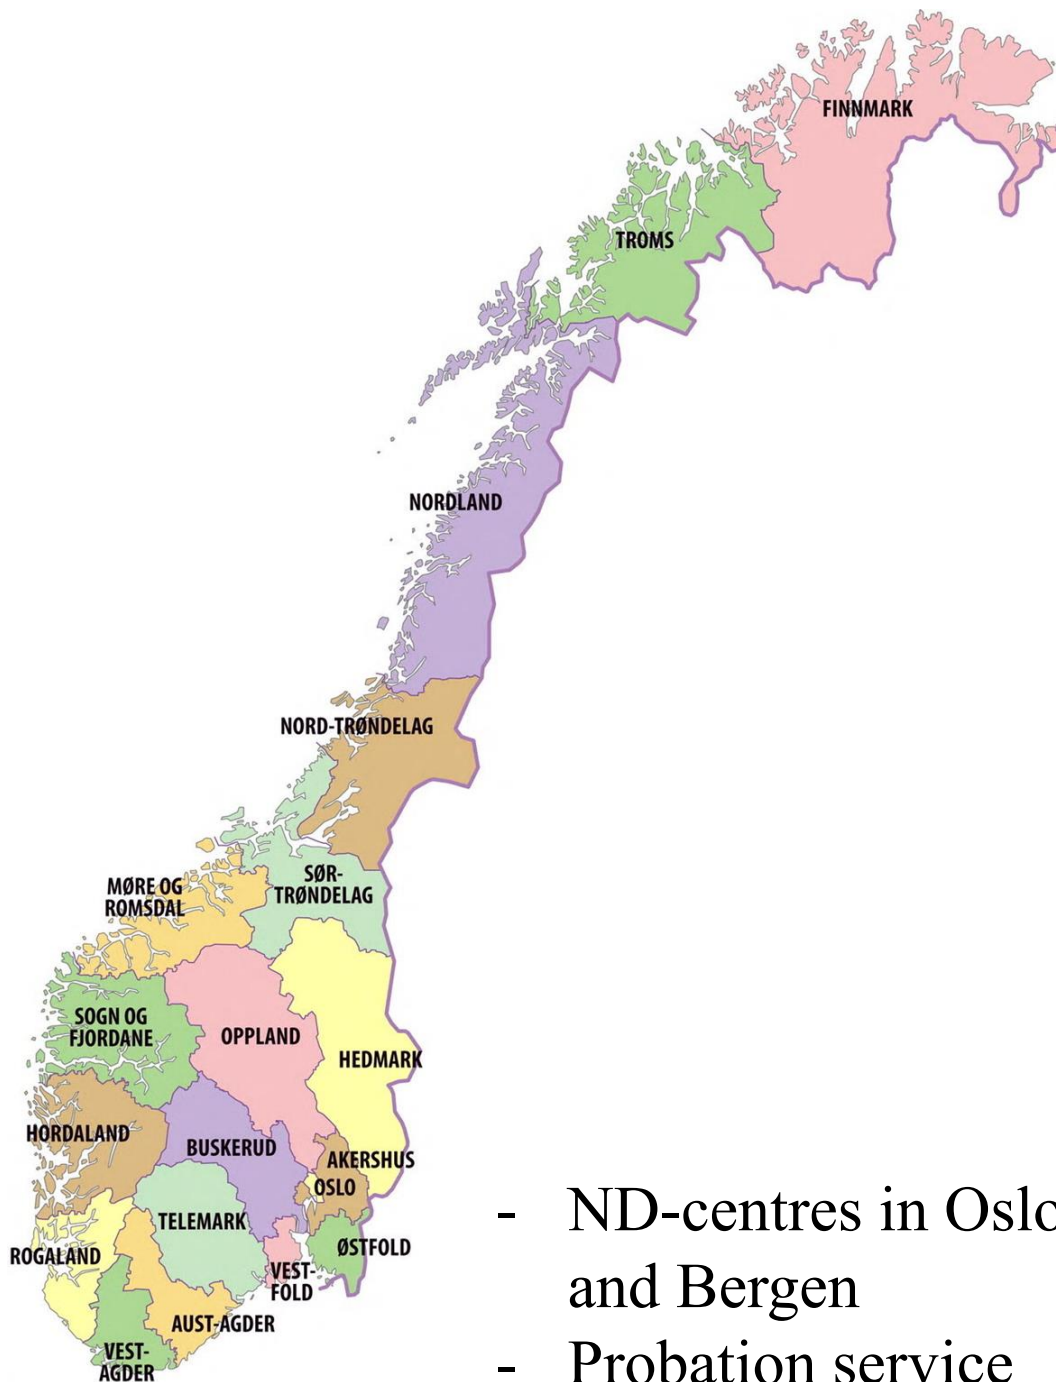 FINNMARK
TROMS
NORDLAND
NORD-TRØNDELAG
SØR-
TRØNDELAG
MØRE OG
ROMSDAL
SOGN OG
FJORDANE
OPPLAND
HEDMARK
HORDALAND
BUSKERUD
AKERSHUS
OSLO
TELEMARK
ROGALAND
ØSTFOLD
VEST-
FOLD
AUST-AGDER
VEST-
AGDER
- ND-centres in Oslo
and Bergen
- Probation service